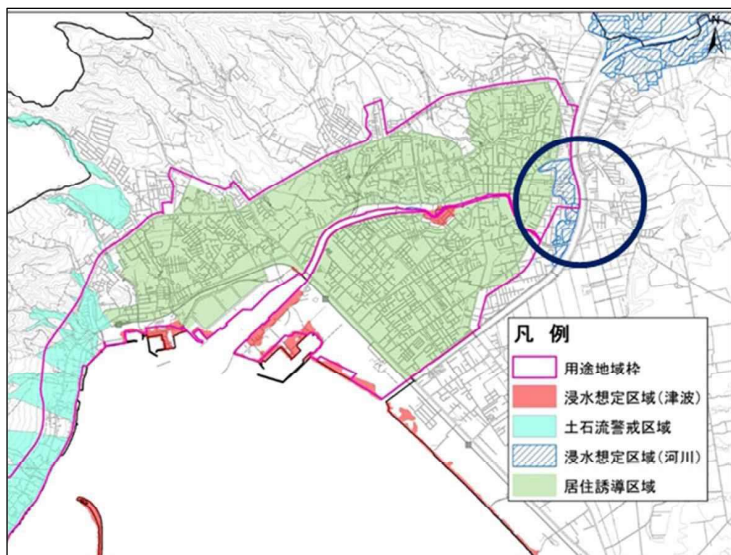 N
凡 例
用途地域枠
浸水想定区域(津波)
土石流警戒区域
浸水想定区域(河川)
居住誘導区域